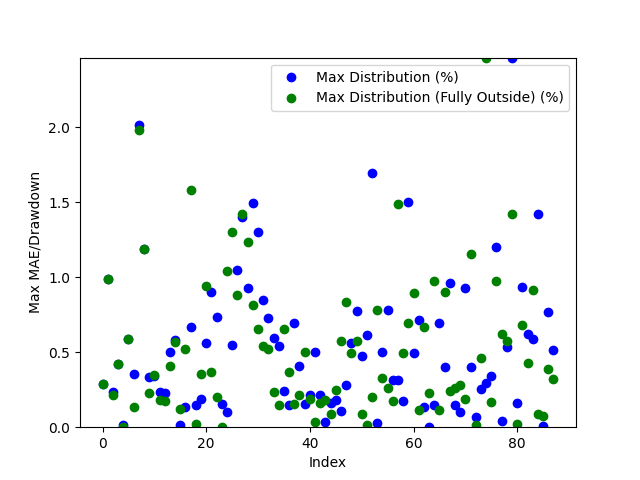 Max Distribution (%)
Max Distribution (Fully Outside) (%)
Max MAE/Drawdown
2.0
1.5
1.0
0.5
0.0
0 20 40 60 80
Index